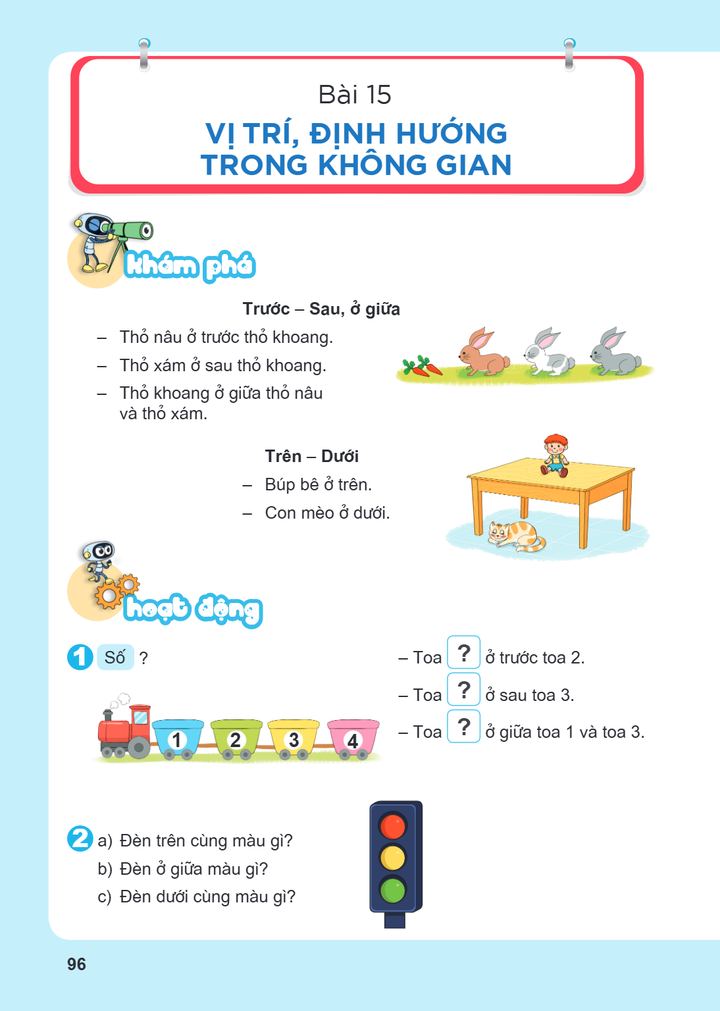 Bài 15
VỊ TRÍ, ĐỊNH HƯỚNG
TRONG KHÔNG GIAN
Khám phá
Trước – Sau, ở giữa
– Thỏ nâu ở trước thỏ khoang.
– Thỏ xám ở sau thỏ khoang.
– Thỏ khoang ở giữa thỏ nâu
và thỏ xám.
Trên – Dưới
– Búp bê ở trên.
– Con mèo ở dưới.
hoạt động
1 Số ?
1 2 3 4
– Toa ? ở trước toa 2.
– Toa ? ở sau toa 3.
– Toa ? ở giữa toa 1 và toa 3.
2 a) Đèn trên cùng màu gì?
b) Đèn ở giữa màu gì?
c) Đèn dưới cùng màu gì?
96